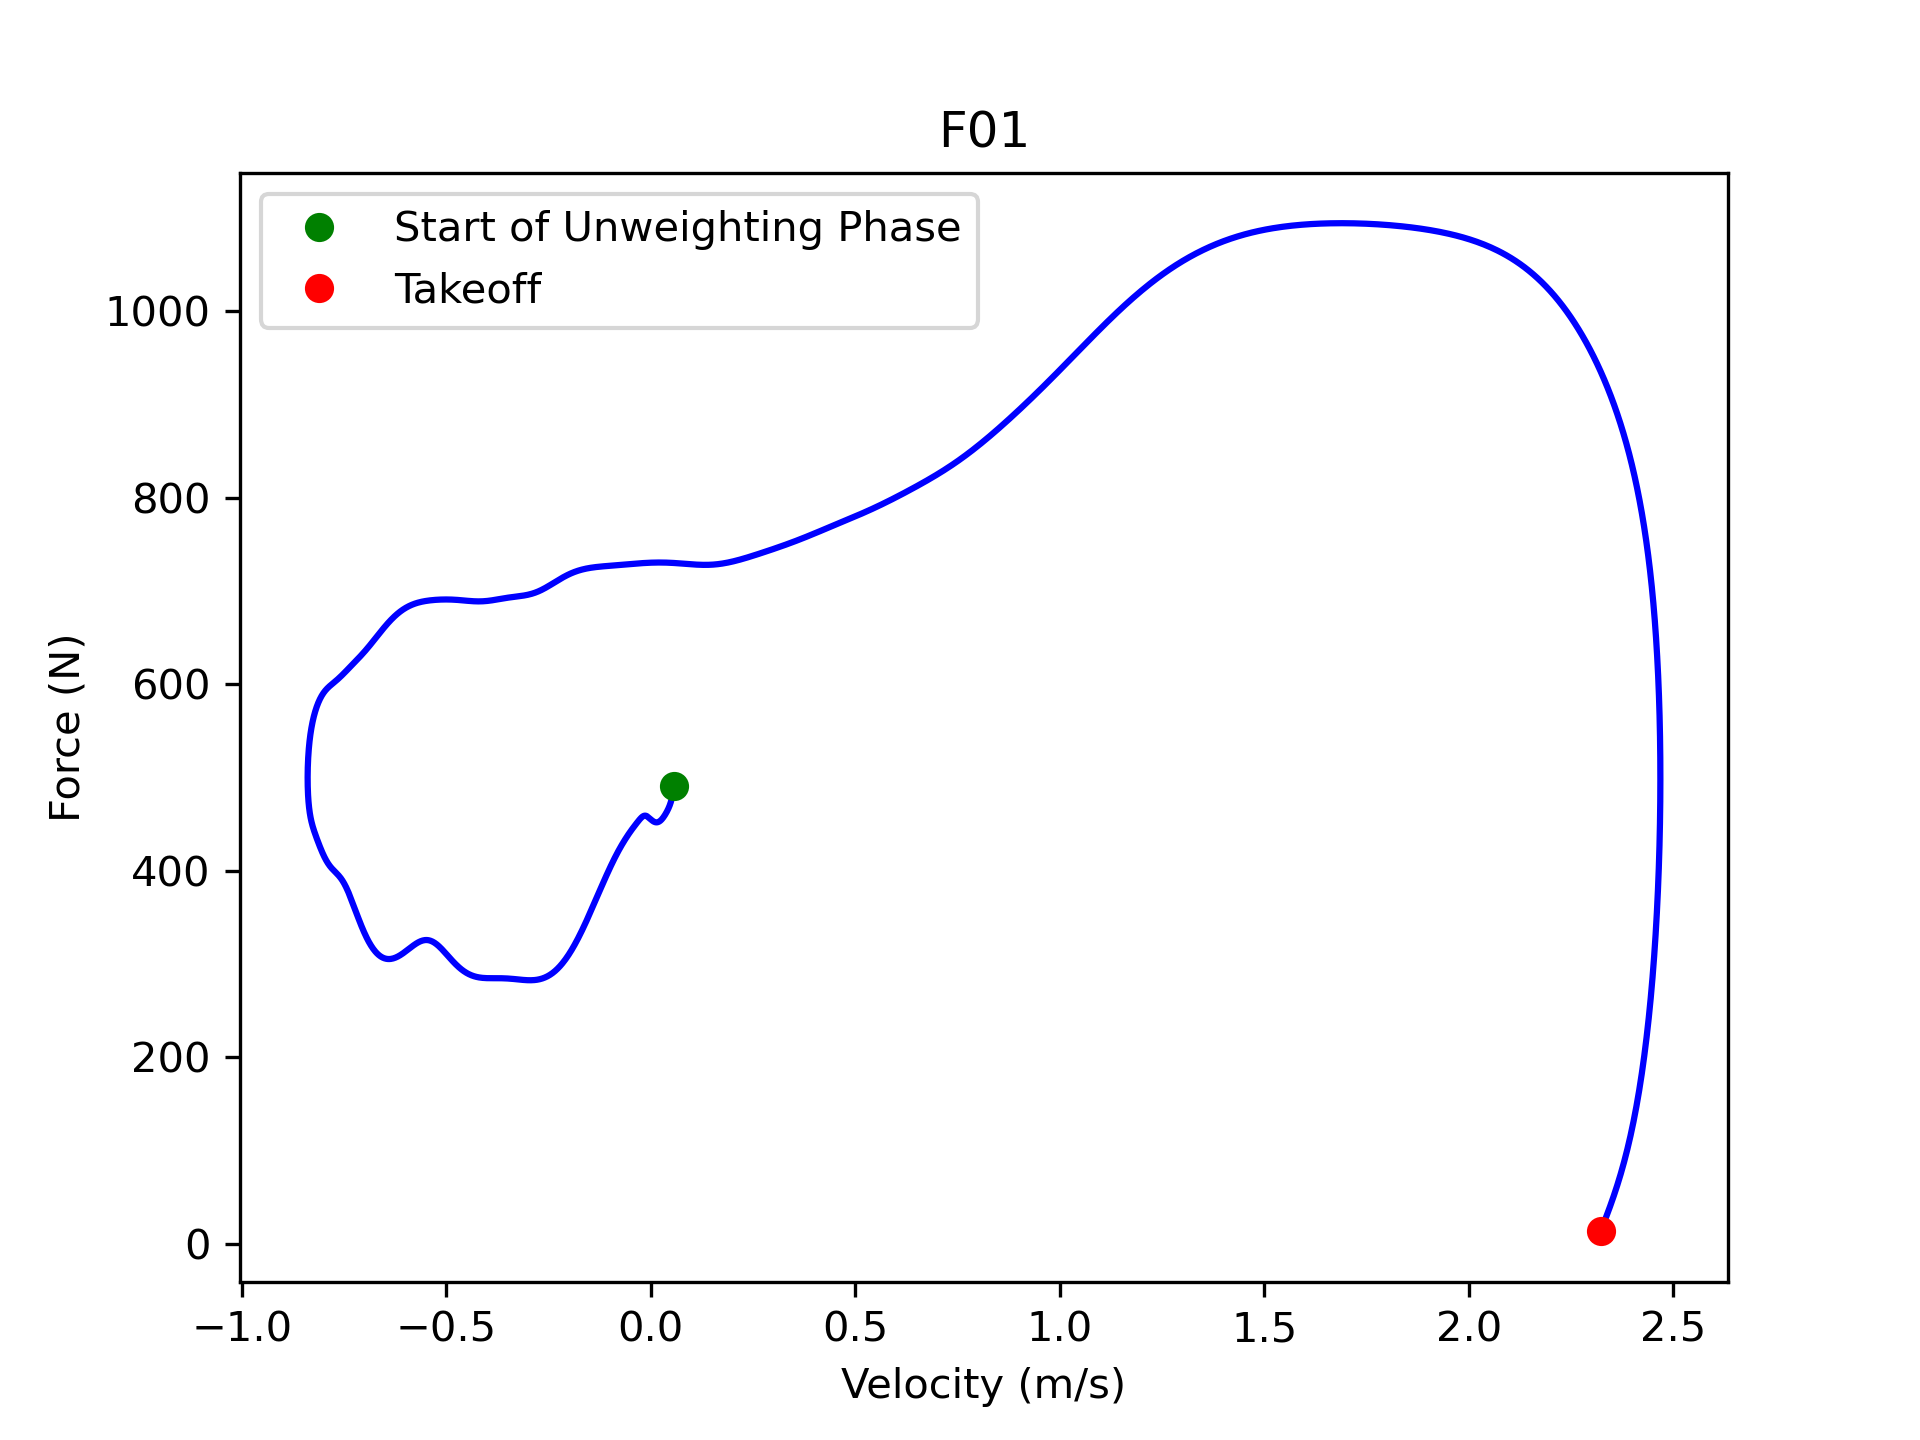 F01
Start of Unweighting Phase
Takeoff
Force (N)
1000
800
600
400
200
0
−1.0 −0.5 0.0 0.5 1.0 1.5 2.0 2.5
Velocity (m/s)